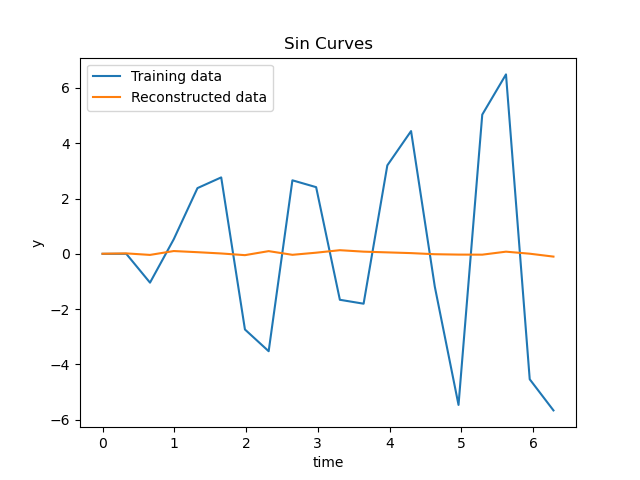 Sin Curves
Training data
Reconstructed data
6
4
2
0
−2
−4
−6
y
0
1
2
3
4
5
6
time